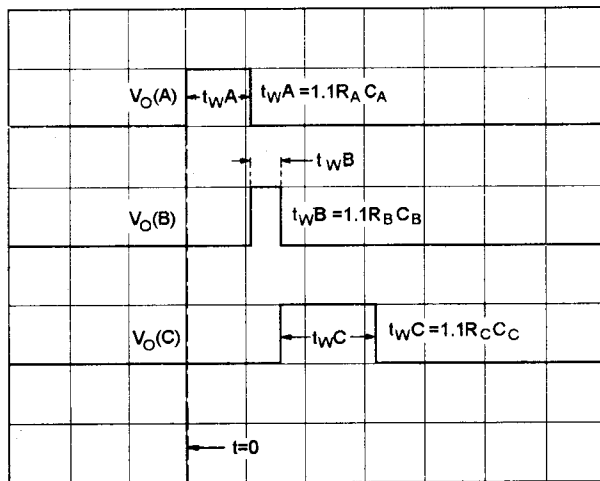 V_O(A) t_WA t_WA = 1.1R_A C_A
t_WB
V_O(B) t_WB = 1.1R_B C_B
V_O(C) t_WC t_WC = 1.1R_C C_C
t=0